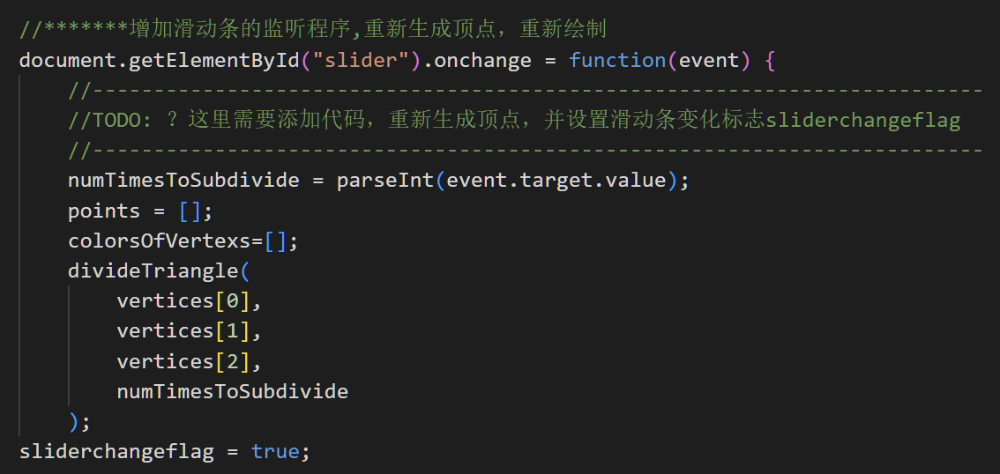 //*******增加滑动条的监听程序,重新生成顶点，重新绘制
document.getElementById("slider").onchange = function(event) {
//-------------------------------------------------------------------------
//TODO: ？这里需要添加代码，重新生成顶点，并设置滑动条变化标志sliderchangeflag
//-------------------------------------------------------------------------
numTimesToSubdivide = parseInt(event.target.value);
points = [];
colorsOfVertexs=[];
divideTriangle(
vertices[0],
vertices[1],
vertices[2],
numTimesToSubdivide
);
sliderchangeflag = true;